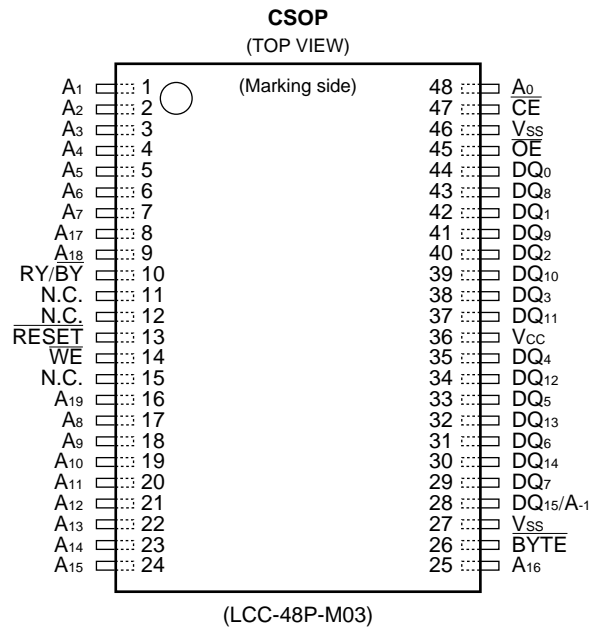 CSOP
(TOP VIEW)
(Marking side)
A1 1 48 A0
A2 2 47 CE
A3 3 46 VSS
A4 4 45 OE
A5 5 44 DQ0
A6 6 43 DQ8
A7 7 42 DQ1
A17 8 41 DQ9
A18 9 40 DQ2
RY/BY 10 39 DQ10
N.C. 11 38 DQ3
N.C. 12 37 DQ11
RESET 13 36 VCC
WE 14 35 DQ4
N.C. 15 34 DQ12
A19 16 33 DQ5
A8 17 32 DQ13
A9 18 31 DQ6
A10 19 30 DQ14
A11 20 29 DQ7
A12 21 28 DQ15/A-1
A13 22 27 VSS
A14 23 26 BYTE
A15 24 25 A16
(LCC-48P-M03)